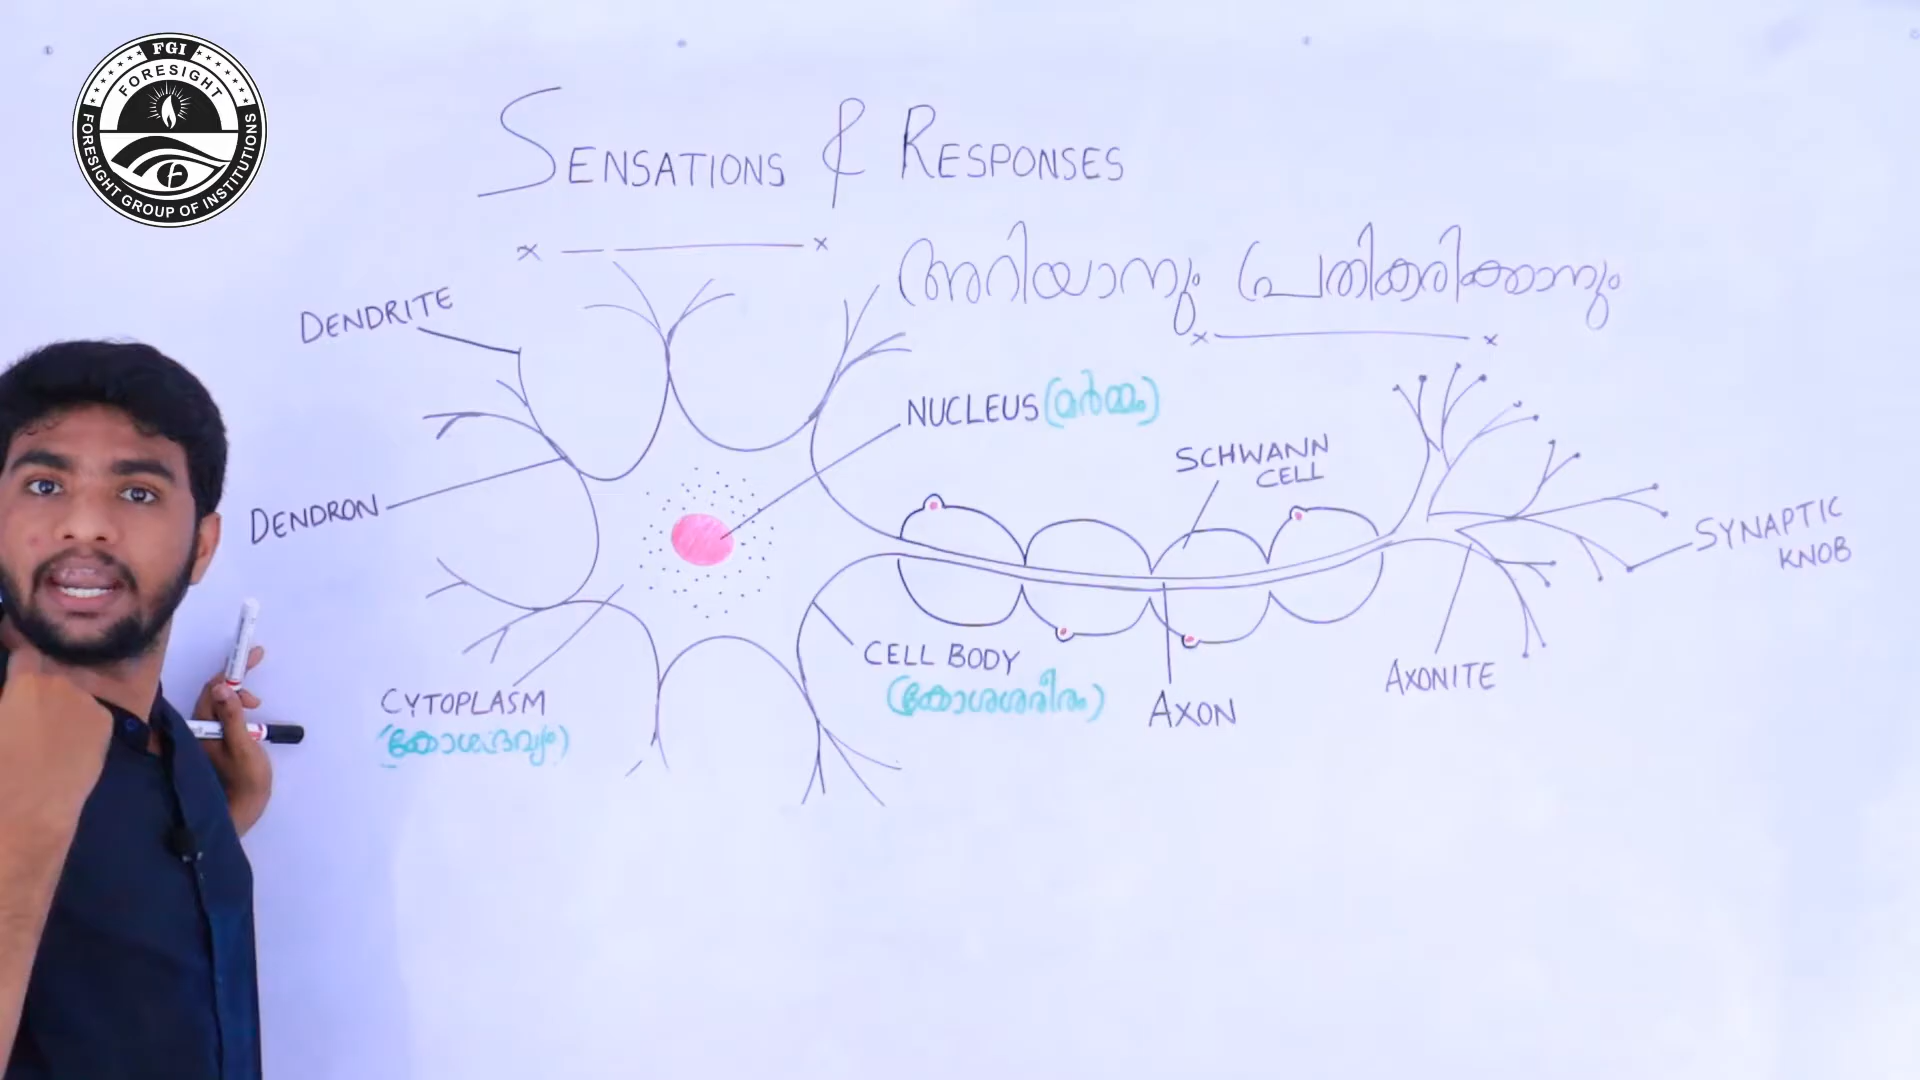 FGI
FORESIGHT
FORESIGHT GROUP OF INSTITUTIONS
SENSATIONS & RESPONSES
അറിയാനും പ്രതികരിക്കാനും
DENDRITE
NUCLEUS (മർമ്മം)
SCHWANN
CELL
DENDRON
SYNAPTIC
KNOB
CELL BODY
(കോശശരീരം)
AXONITE
CYTOPLASM
(കോശദ്രവ്യം)
AXON